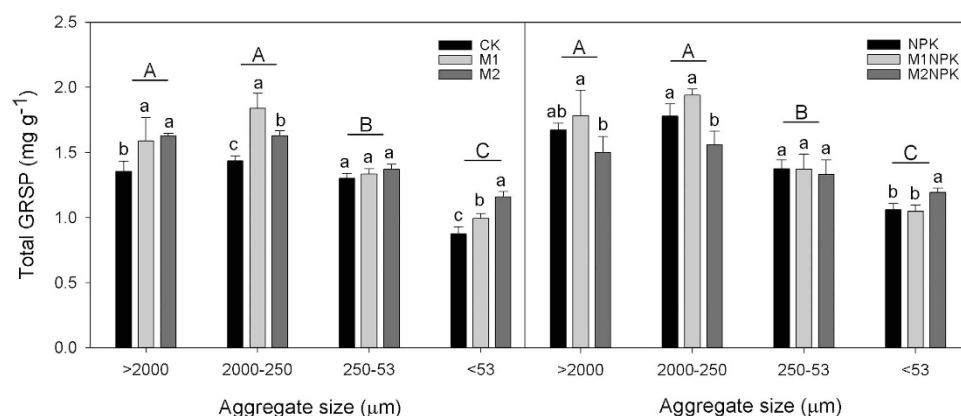 2.5
2.0
1.5
1.0
0.5
0.0
Total GRSP (mg g-1)
CK
M1
M2
A A B C
b a a
c a b
a a a
c b a
>2000 2000-250 250-53 <53
Aggregate size (μm)
NPK
M1NPK
M2NPK
A A B C
ab a b
a a b
a a a
b b a
>2000 2000-250 250-53 <53
Aggregate size (μm)